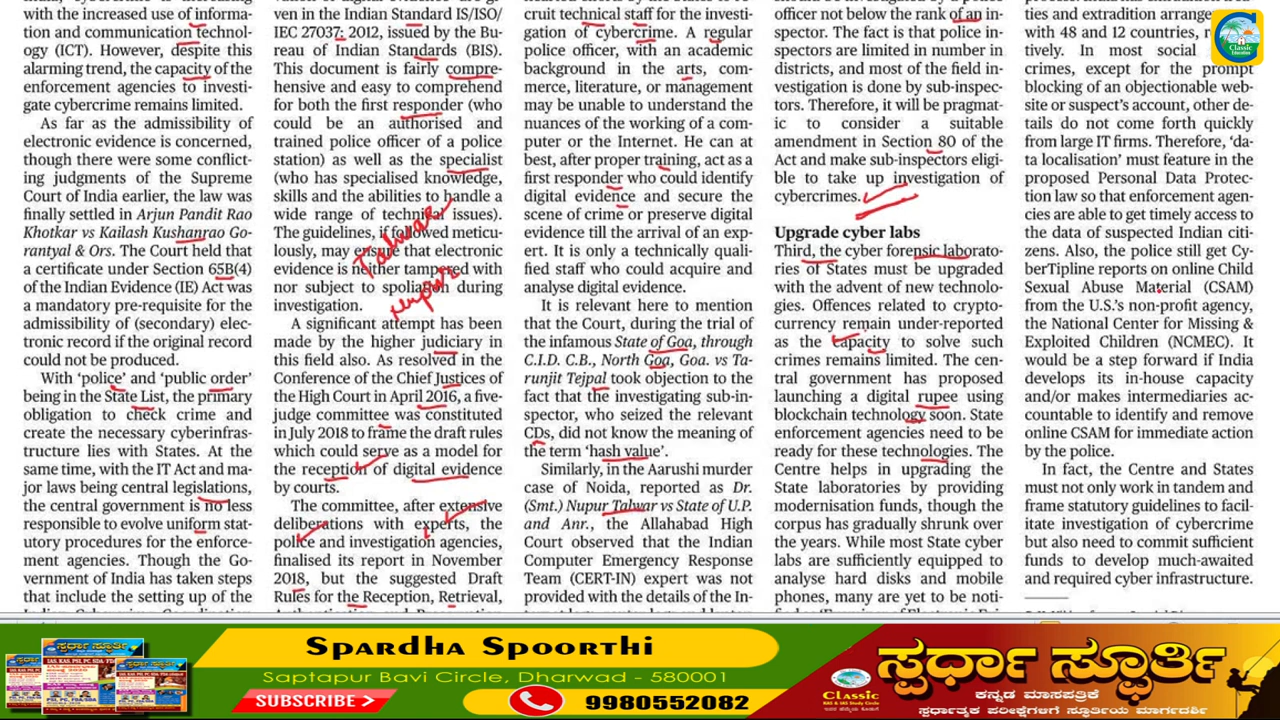 with the increased use of informa-
tion and communication technol-
ogy (ICT). However, despite this
alarming trend, the capacity of the
enforcement agencies to investi-
gate cybercrime remains limited.
As far as the admissibility of
electronic evidence is concerned,
though there were some conflict-
ing judgments of the Supreme
Court of India earlier, the law was
finally settled in Arjun Pandit Rao
Khotkar vs Kailash Kushanrao Go-
rantyal & Ors. The Court held that
a certificate under Section 65B(4)
of the Indian Evidence (IE) Act was
a mandatory pre-requisite for the
admissibility of (secondary) elec-
tronic record if the original record
could not be produced.
With ‘police’ and ‘public order’
being in the State List, the primary
obligation to check crime and
create the necessary cyberinfras-
tructure lies with States. At the
same time, with the IT Act and ma-
jor laws being central legislations,
the central government is no less
responsible to evolve uniform stat-
utory procedures for the enforce-
ment agencies. Though the Go-
vernment of India has taken steps
that include the setting up of the
ven in the Indian Standard IS/ISO/
IEC 27037: 2012, issued by the Bu-
reau of Indian Standards (BIS).
This document is fairly compre-
hensive and easy to comprehend
for both the first responder (who
could be an authorised and
trained police officer of a police
station) as well as the specialist
(who has specialised knowledge,
skills and the abilities to handle a
wide range of technical issues).
The guidelines, if followed meticu-
lously, may ensure that electronic
evidence is neither tampered with
nor subject to spoliation during
investigation.
A significant attempt has been
made by the higher judiciary in
this field also. As resolved in the
Conference of the Chief Justices of
the High Court in April 2016, a five-
judge committee was constituted
in July 2018 to frame the draft rules
which could serve as a model for
the reception of digital evidence
by courts.
The committee, after extensive
deliberations with experts, the
police and investigation agencies,
finalised its report in November
2018, but the suggested Draft
Rules for the Reception, Retrieval,
Talwar
nupur
cruit technical staff for the investi-
gation of cybercrime. A regular
police officer, with an academic
background in the arts, com-
merce, literature, or management
may be unable to understand the
nuances of the working of a com-
puter or the Internet. He can at
best, after proper training, act as a
first responder who could identify
digital evidence and secure the
scene of crime or preserve digital
evidence till the arrival of an exp-
ert. It is only a technically quali-
fied staff who could acquire and
analyse digital evidence.
It is relevant here to mention
that the Court, during the trial of
the infamous State of Goa, through
C.I.D. C.B., North Goa, Goa. vs Ta-
runjit Tejpal took objection to the
fact that the investigating sub-in-
spector, who seized the relevant
CDs, did not know the meaning of
the term ‘hash value’.
Similarly, in the Aarushi murder
case of Noida, reported as Dr.
(Smt.) Nupur Talwar vs State of U.P.
and Anr., the Allahabad High
Court observed that the Indian
Computer Emergency Response
Team (CERT-IN) expert was not
provided with the details of the In-
officer not below the rank of an in-
spector. The fact is that police in-
spectors are limited in number in
districts, and most of the field in-
vestigation is done by sub-inspec-
tors. Therefore, it will be pragmat-
ic to consider a suitable
amendment in Section 80 of the
Act and make sub-inspectors eligi-
ble to take up investigation of
cybercrimes.
Upgrade cyber labs
Third, the cyber forensic laborato-
ries of States must be upgraded
with the advent of new technolo-
gies. Offences related to crypto-
currency remain under-reported
as the capacity to solve such
crimes remains limited. The cen-
tral government has proposed
launching a digital rupee using
blockchain technology soon. State
enforcement agencies need to be
ready for these technologies. The
Centre helps in upgrading the
State laboratories by providing
modernisation funds, though the
corpus has gradually shrunk over
the years. While most State cyber
labs are sufficiently equipped to
analyse hard disks and mobile
phones, many are yet to be noti-
ties and extradition arrange
with 48 and 12 countries,
tively. In most social
crimes, except for the prompt
blocking of an objectionable web-
site or suspect’s account, other de-
tails do not come forth quickly
from large IT firms. Therefore, ‘da-
ta localisation’ must feature in the
proposed Personal Data Protec-
tion law so that enforcement agen-
cies are able to get timely access to
the data of suspected Indian citi-
zens. Also, the police still get Cy-
berTipline reports on online Child
Sexual Abuse Material (CSAM)
from the U.S.’s non-profit agency,
the National Center for Missing &
Exploited Children (NCMEC). It
would be a step forward if India
develops its in-house capacity
and/or makes intermediaries ac-
countable to identify and remove
online CSAM for immediate action
by the police.
In fact, the Centre and States
must not only work in tandem and
frame statutory guidelines to facil-
itate investigation of cybercrime
but also need to commit sufficient
funds to develop much-awaited
and required cyber infrastructure.
Classic
Education
Spardha Spoorthi
Saptapur Bavi Circle, Dharwad - 580001
SUBSCRIBE
9980552082
Classic
KAS & IAS Study Circle
ಸ್ಪರ್ಧಾ ಸ್ಫೂರ್ತಿ
ಕನ್ನಡ ಮಾಸಪತ್ರಿಕೆ
ಸ್ಪರ್ಧಾತ್ಮಕ ಪರೀಕ್ಷೆಗಳಿಗೆ ಸ್ಫೂರ್ತಿಯ ಮಾರ್ಗದರ್ಶಿ